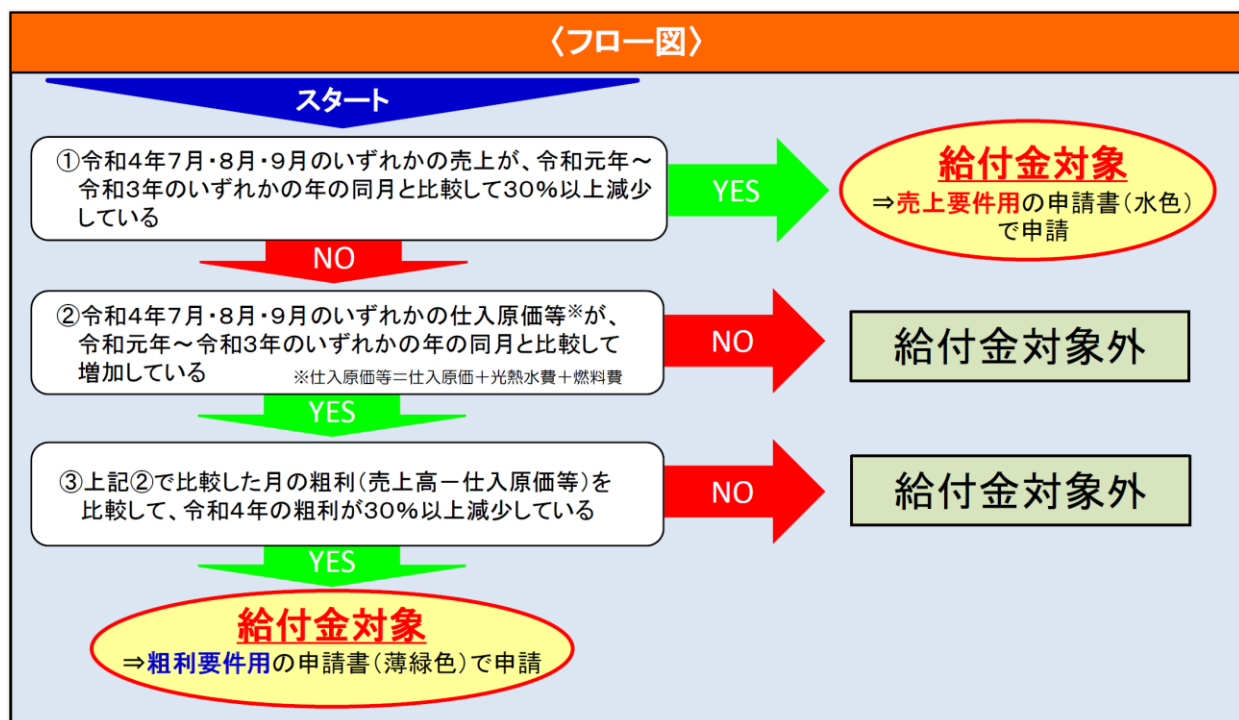 〈フロー図〉
スタート
①令和4年7月・8月・9月のいずれかの売上が、令和元年～
令和3年のいずれかの年の同月と比較して30％以上減少
している
YES
給付金対象
⇒売上要件用の申請書（水色）
で申請
NO
②令和4年7月・8月・9月のいずれかの仕入原価等※が、
令和元年～令和3年のいずれかの年の同月と比較して
増加している
※仕入原価等＝仕入原価＋光熱水費＋燃料費
NO
給付金対象外
YES
③上記②で比較した月の粗利（売上高－仕入原価等）を
比較して、令和4年の粗利が30％以上減少している
NO
給付金対象外
YES
給付金対象
⇒粗利要件用の申請書（薄緑色）で申請